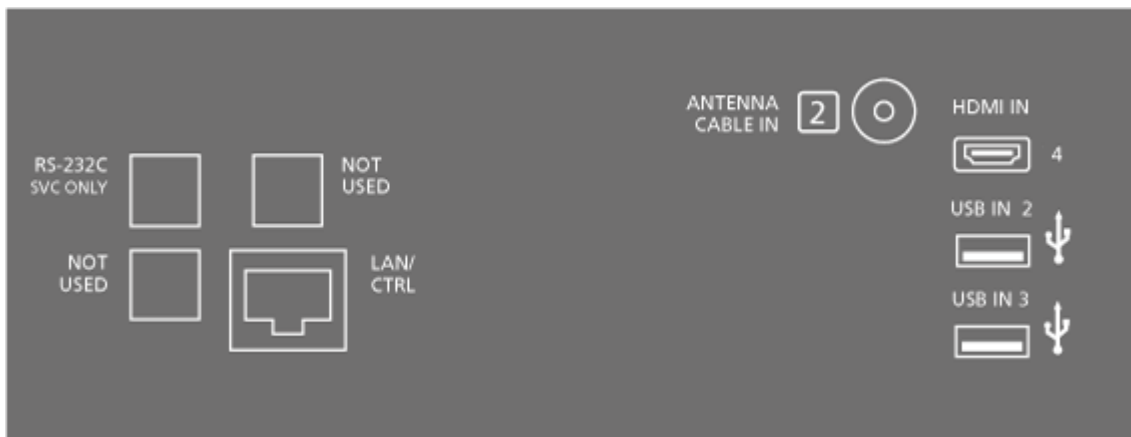 RS-232C
SVC ONLY
NOT
USED
NOT
USED
LAN/
CTRL
ANTENNA
CABLE IN
2
HDMI IN
4
USB IN 2
USB IN 3